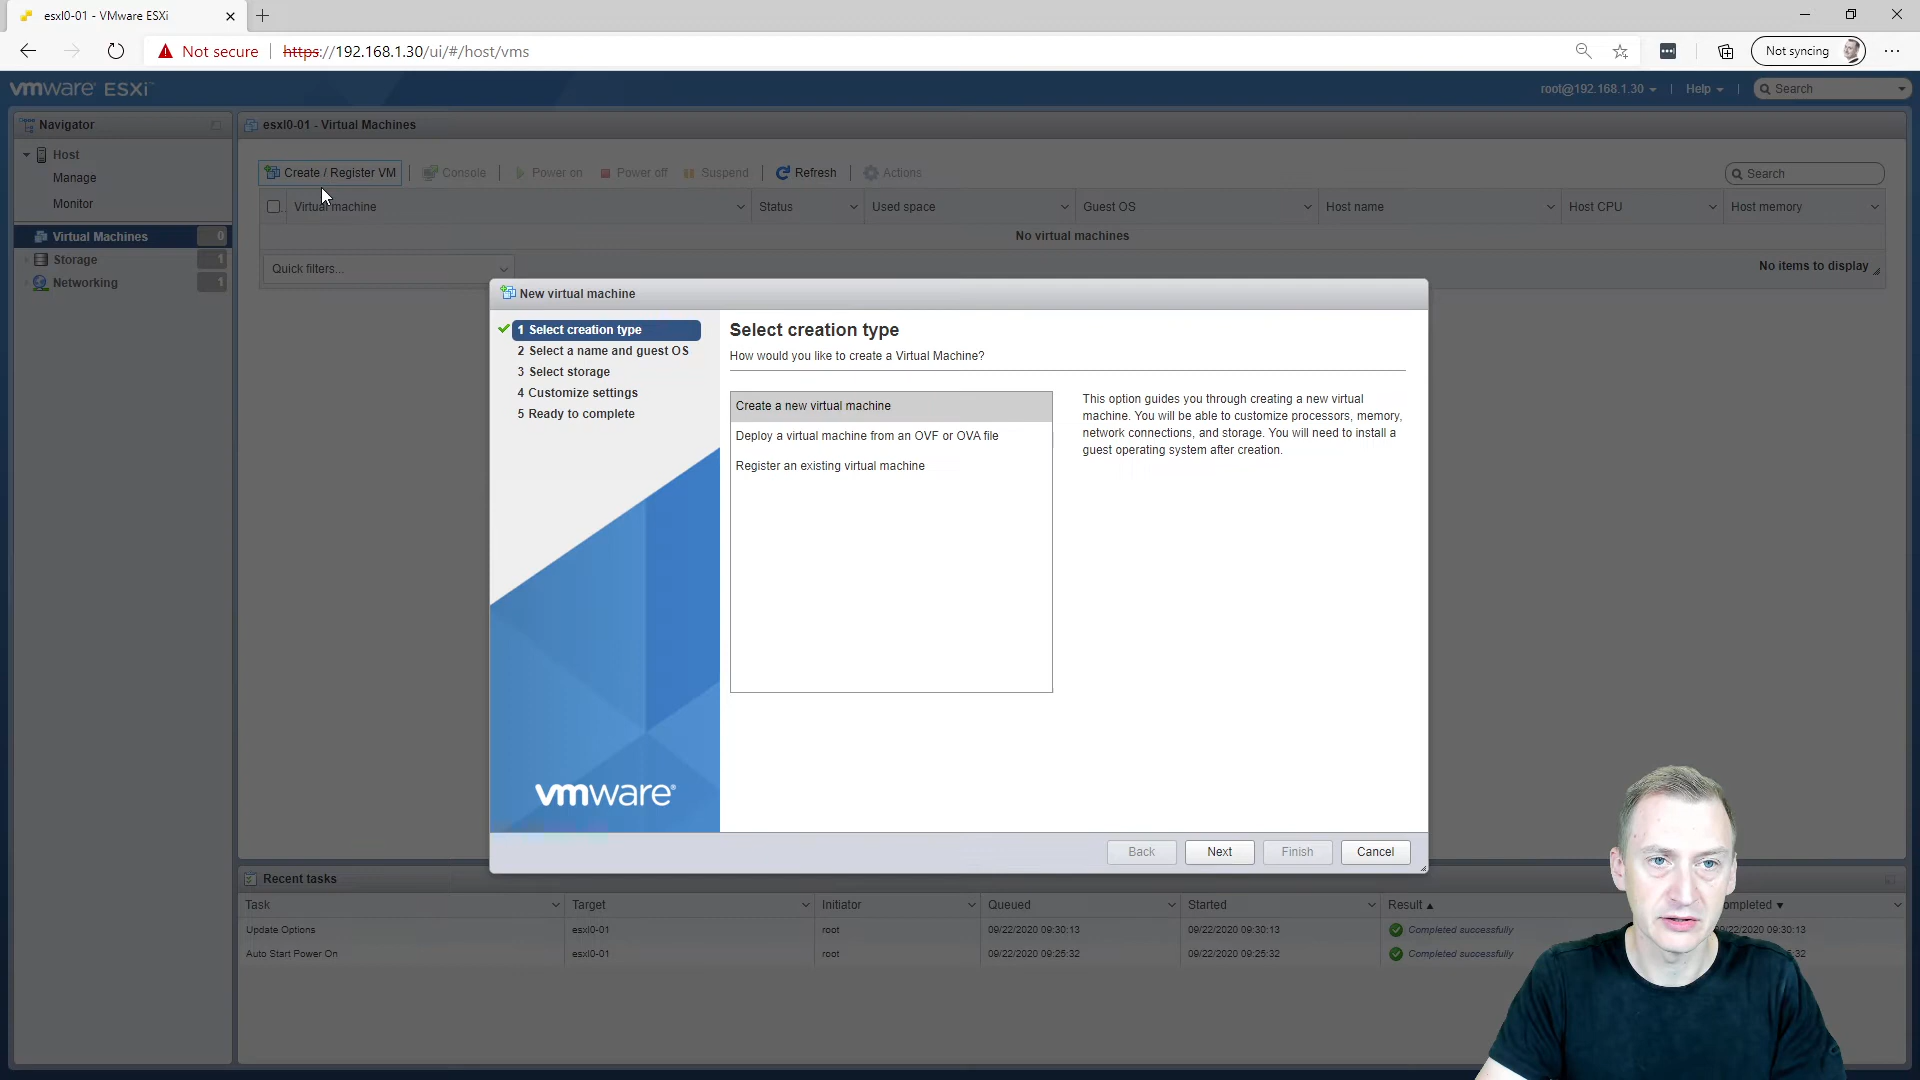 esxl0-01 - VMware ESXi
Not secure https://192.168.1.30/ui/#/host/vms
Not syncing
vmware ESXi
root@192.168.1.30 | Help | Search
Navigator
Host
Manage
Monitor
Virtual Machines 0
Storage 1
Networking 1
esxl0-01 - Virtual Machines
Create / Register VM | Console | Power on Power off Suspend | Refresh | Actions
Search
Virtual machine Status Used space Guest OS Host name Host CPU Host memory
No virtual machines
Quick filters...
No items to display
New virtual machine
1 Select creation type
2 Select a name and guest OS
3 Select storage
4 Customize settings
5 Ready to complete
vmware®
Select creation type
How would you like to create a Virtual Machine?
Create a new virtual machine
Deploy a virtual machine from an OVF or OVA file
Register an existing virtual machine
This option guides you through creating a new virtual
machine. You will be able to customize processors, memory,
network connections, and storage. You will need to install a
guest operating system after creation.
Back Next Finish Cancel
Recent tasks
Task Target Initiator Queued Started Result
Update Options esxl0-01 root 09/22/2020 09:30:13 09/22/2020 09:30:13 Completed successfully 09:30:13
Auto Start Power On esxl0-01 root 09/22/2020 09:25:32 09/22/2020 09:25:32 Completed successfully